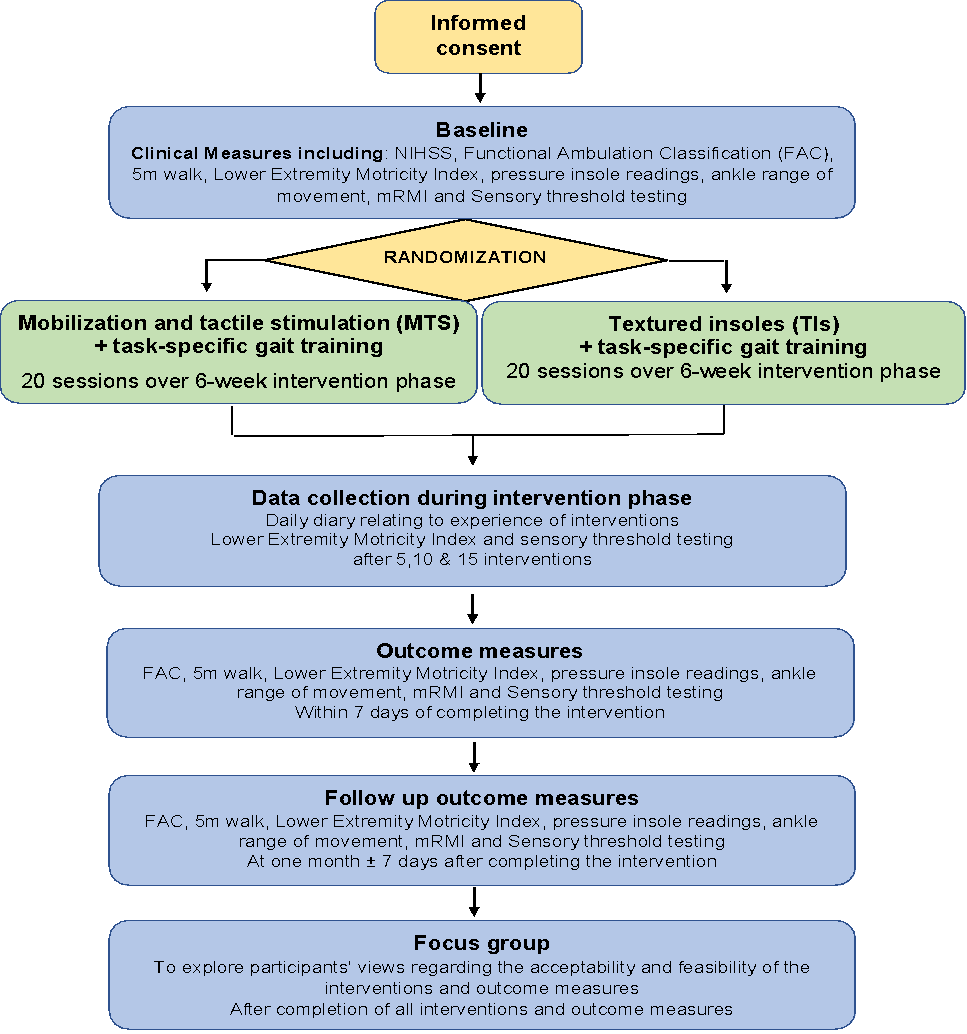 Informed
consent
Baseline
Clinical Measures including: NIHSS, Functional Ambulation Classification (FAC),
5m walk, Lower Extremity Motricity Index, pressure insole readings, ankle range of
movement, mRMI and Sensory threshold testing
RANDOMIZATION
Mobilization and tactile stimulation (MTS)
+ task-specific gait training
20 sessions over 6-week intervention phase
Textured insoles (TIs)
+ task-specific gait training
20 sessions over 6-week intervention phase
Data collection during intervention phase
Daily diary relating to experience of interventions
Lower Extremity Motricity Index and sensory threshold testing
after 5,10 & 15 interventions
Outcome measures
FAC, 5m walk, Lower Extremity Motricity Index, pressure insole readings, ankle
range of movement, mRMI and Sensory threshold testing
Within 7 days of completing the intervention
Follow up outcome measures
FAC, 5m walk, Lower Extremity Motricity Index, pressure insole readings, ankle
range of movement, mRMI and Sensory threshold testing
At one month ± 7 days after completing the intervention
Focus group
To explore participants' views regarding the acceptability and feasibility of the
interventions and outcome measures
After completion of all interventions and outcome measures